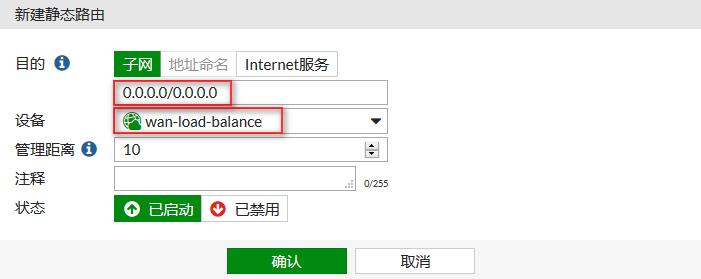 新建静态路由
目的 子网 地址命名 Internet服务
0.0.0.0/0.0.0.0
设备 wan-load-balance
管理距离 10
注释 0/255
状态 已启动 已禁用
确认 取消